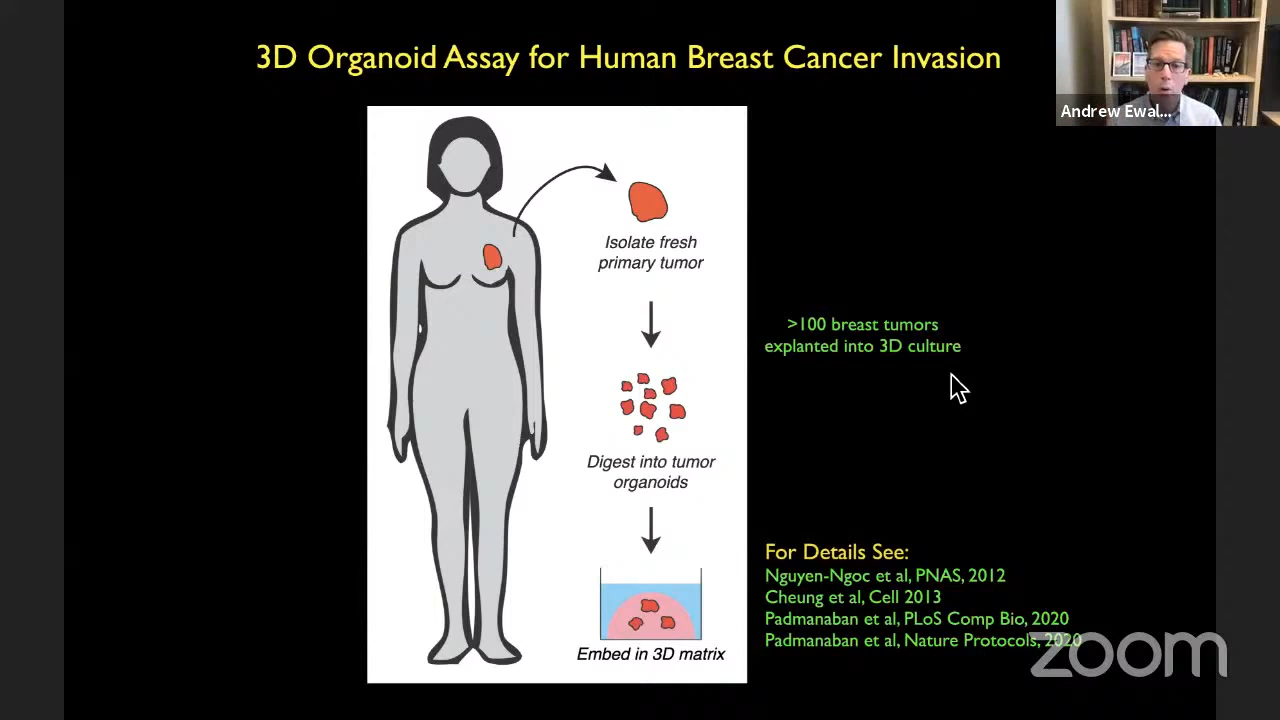 3D Organoid Assay for Human Breast Cancer Invasion
Andrew Ewal...
Isolate fresh
primary tumor
>100 breast tumors
explanted into 3D culture
Digest into tumor
organoids
For Details See:
Nguyen-Ngoc et al, PNAS, 2012
Cheung et al, Cell 2013
Padmanaban et al, PLoS Comp Bio, 2020
Padmanaban et al, Nature Protocols, 2020
Embed in 3D matrix
zoom